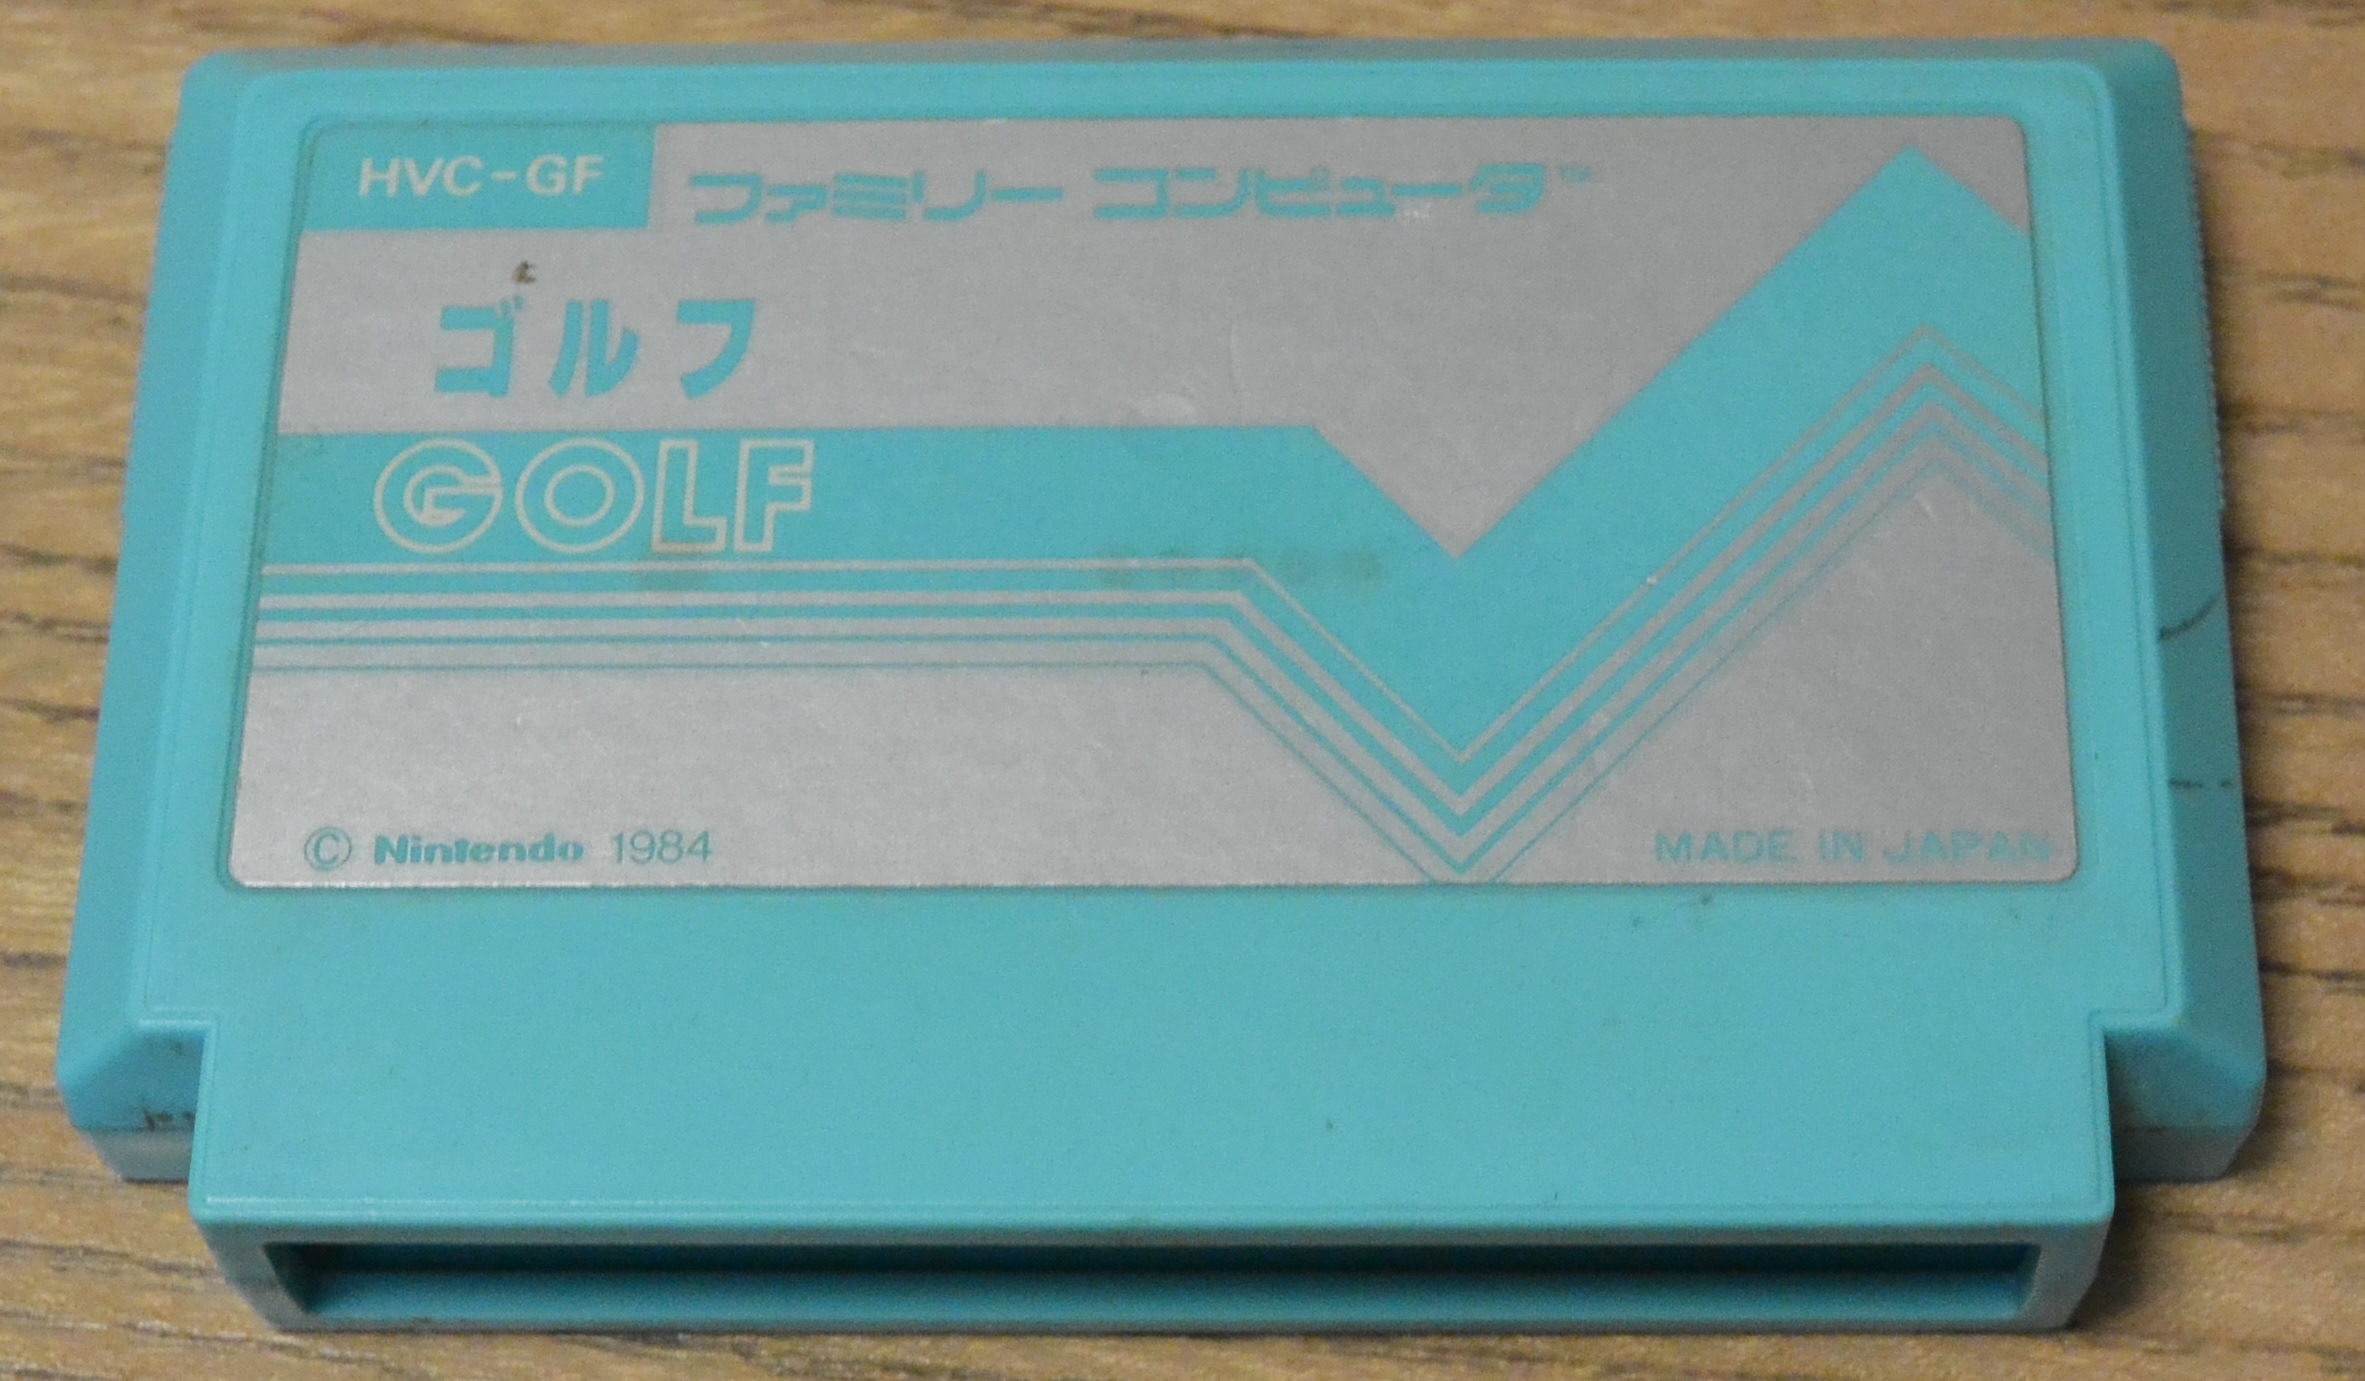 HVC-GF
ファミリー コンピュータ™
ゴルフ
GOLF
© Nintendo 1984
MADE IN JAPAN